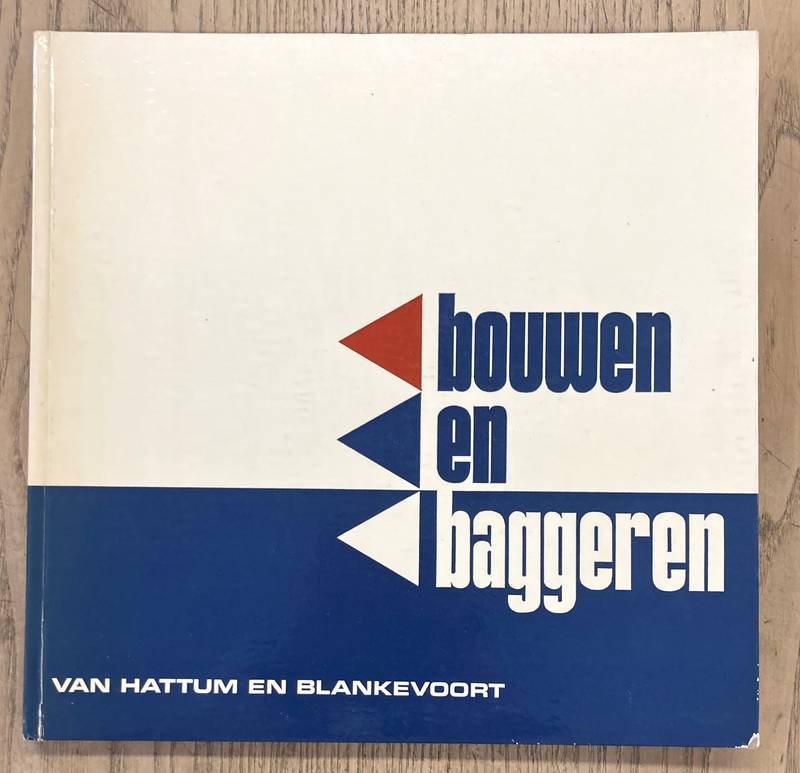 bouwen
en
baggeren
VAN HATTUM EN BLANKEVOORT